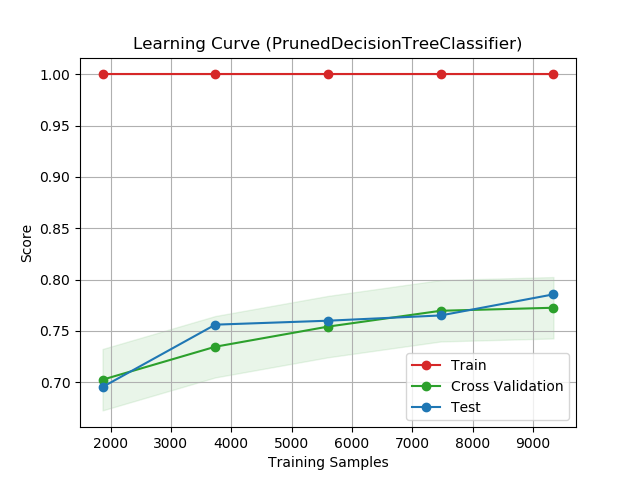 Learning Curve (PrunedDecisionTreeClassifier)
1.00
0.95
0.90
0.85
0.80
0.75
0.70
Score
Train
Cross Validation
Test
2000 3000 4000 5000 6000 7000 8000 9000
Training Samples